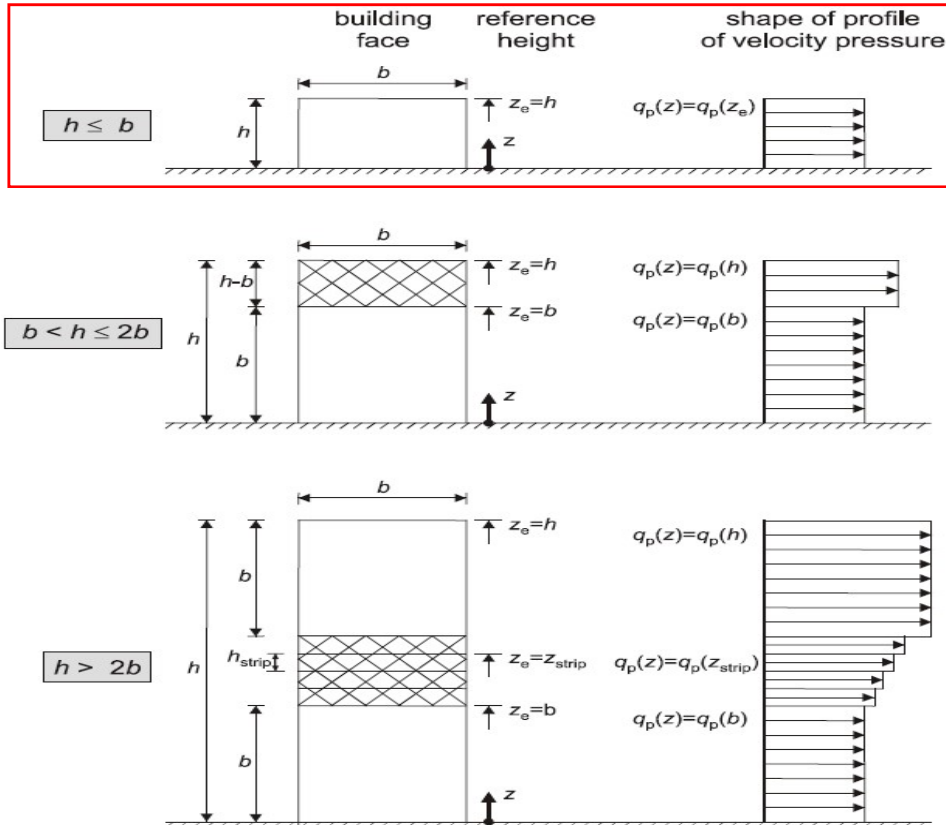 building face
reference height
shape of profile of velocity pressure
h ≤ b
b
h
z_e=h
z
q_p(z)=q_p(z_e)
b < h ≤ 2b
b
h
h–b
b
z_e=h
z_e=b
z
q_p(z)=q_p(h)
q_p(z)=q_p(b)
h > 2b
b
h
b
h_strip
b
z_e=h
z_e=z_strip
z_e=b
z
q_p(z)=q_p(h)
q_p(z)=q_p(z_strip)
q_p(z)=q_p(b)